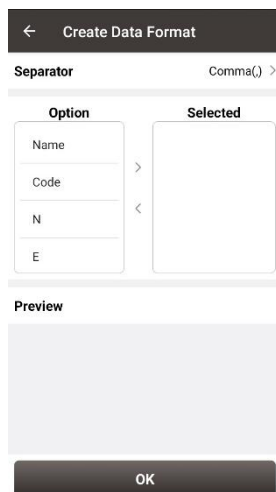 Create Data Format
Separator Comma(,)
Option Selected
Name
Code
N
E
Preview
OK